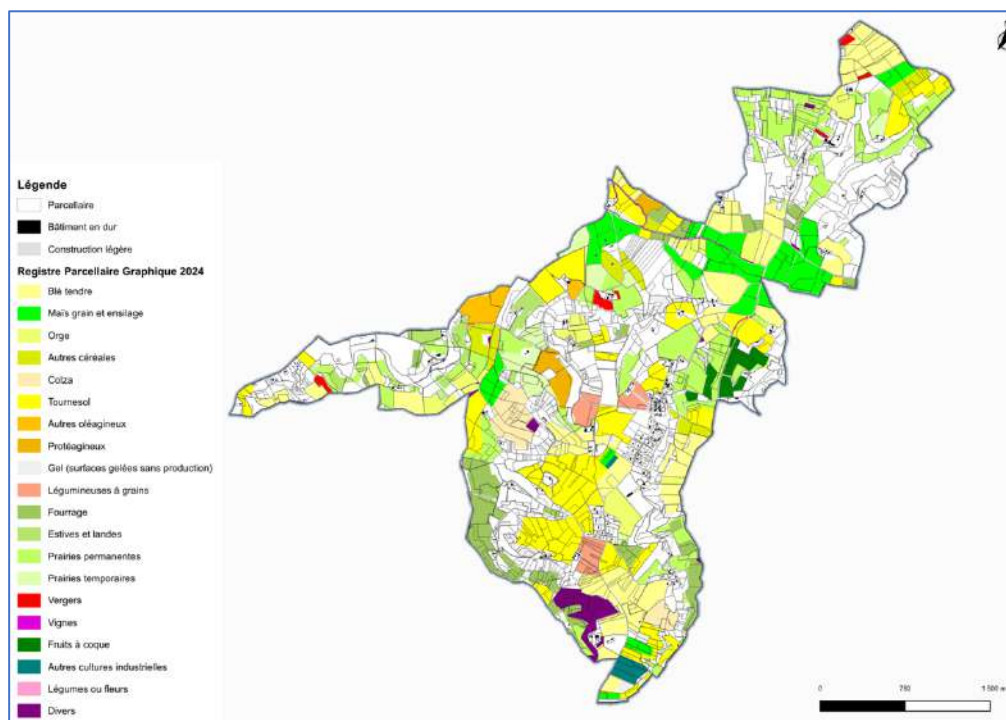 Légende
Parcellaire
Bâtiment en dur
Construction légère
Registre Parcellaire Graphique 2024
Blé tendre
Maïs grain et ensilage
Orge
Autres céréales
Colza
Tournesol
Autres oléagineux
Protéagineux
Gel (surfaces gelées sans production)
Légumineuses à grains
Fourrage
Estives et landes
Prairies permanentes
Prairies temporaires
Vergers
Vignes
Fruits à coque
Autres cultures industrielles
Légumes ou fleurs
Divers
0 750 1 500 m